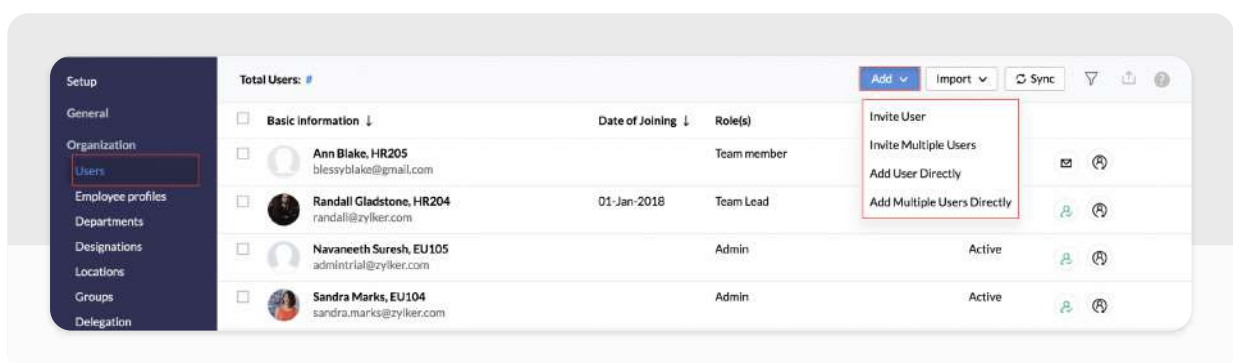 Setup
General
Organization
Users
Employee profiles
Departments
Designations
Locations
Groups
Delegation
Total Users: #
Add
Import
Sync
Invite User
Invite Multiple Users
Add User Directly
Add Multiple Users Directly
Basic information ↓ Date of Joining ↓ Role(s)
Ann Blake, HR205 Team member
blessyblake@gmail.com
Randall Gladstone, HR204 01-Jan-2018 Team Lead
randall@zylker.com
Navaneeth Suresh, EU105 Admin Active
admintrial@zylker.com
Sandra Marks, EU104 Admin Active
sandra.marks@zylker.com